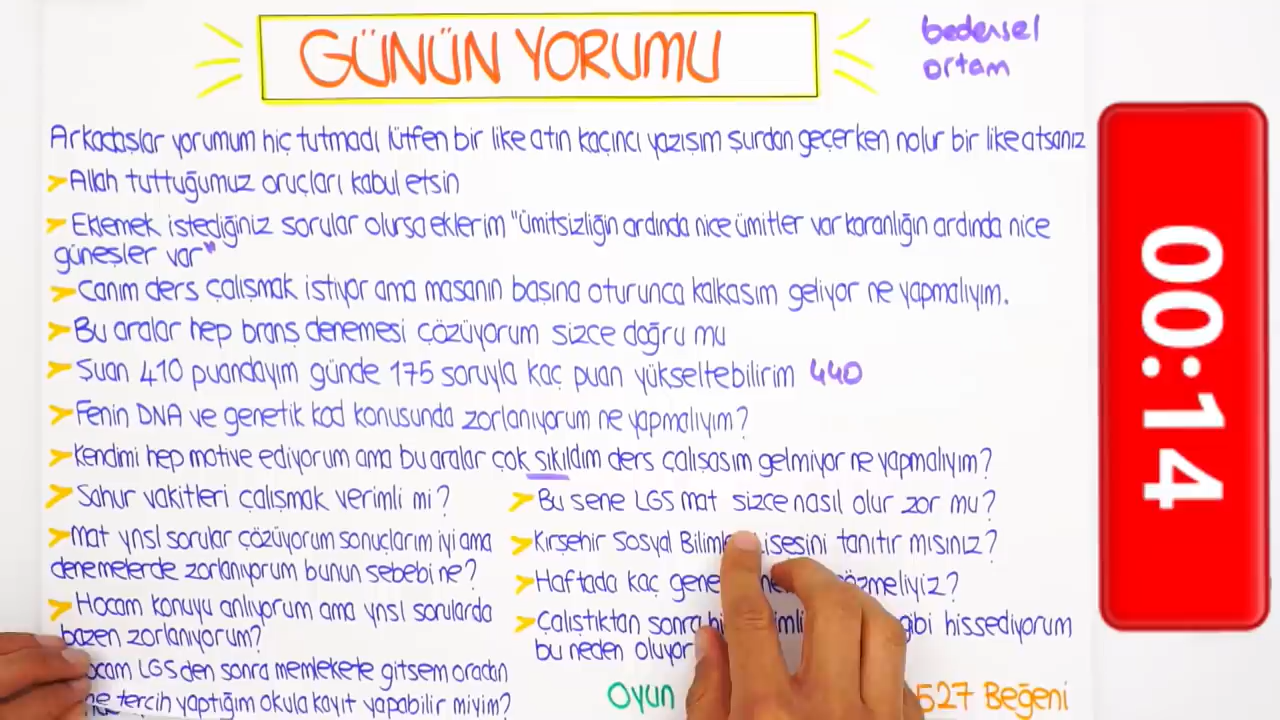 GÜNÜN YORUMU
bedensel
ortam
Arkadaşlar yorumum hiç tutmadı lütfen bir like atın kaçıncı yazışım şurdan geçerken nolur bir like atsanız
➤Allah tuttuğumuz oruçları kabul etsin
➤Eklemek istediğiniz sorular olursa eklerim "Ümitsizliğin ardında nice ümitler var karanlığın ardında nice
güneşler var"
➤Canım ders çalışmak istiyor ama masanın başına oturunca kalkasım geliyor ne yapmalıyım.
➤Bu aralar hep branş denemesi çözüyorum sizce doğru mu
➤Şuan 410 puandayım günde 175 soruyla kaç puan yükseltebilirim 440
➤Fenin DNA ve genetik kod konusunda zorlanıyorum ne yapmalıyım?
➤Kendimi hep motive ediyorum ama bu aralar çok sıkıldım ders çalışasım gelmiyor ne yapmalıyım?
➤Sahur vakitleri çalışmak verimli mi?
➤Mat ynsl sorular çözüyorum sonuçlarım iyi ama
denemelerde zorlanıyorum bunun sebebi ne?
➤Hocam konuyu anlıyorum ama ynsl sorularda
bazen zorlanıyorum?
ocam LGS den sonra memlekete gitsem oradan
ne tercih yaptığım okula kayıt yapabilir miyim?
➤Bu sene LGS mat sizce nasıl olur zor mu?
➤Kırşehir Sosyal Biliml isesini tanıtır mısınız?
➤Haftada kaç gene özmeliyiz?
➤Çalıştıktan sonra gibi hissediyorum
bu neden oluyor
Oyun
527 Beğeni
00:14